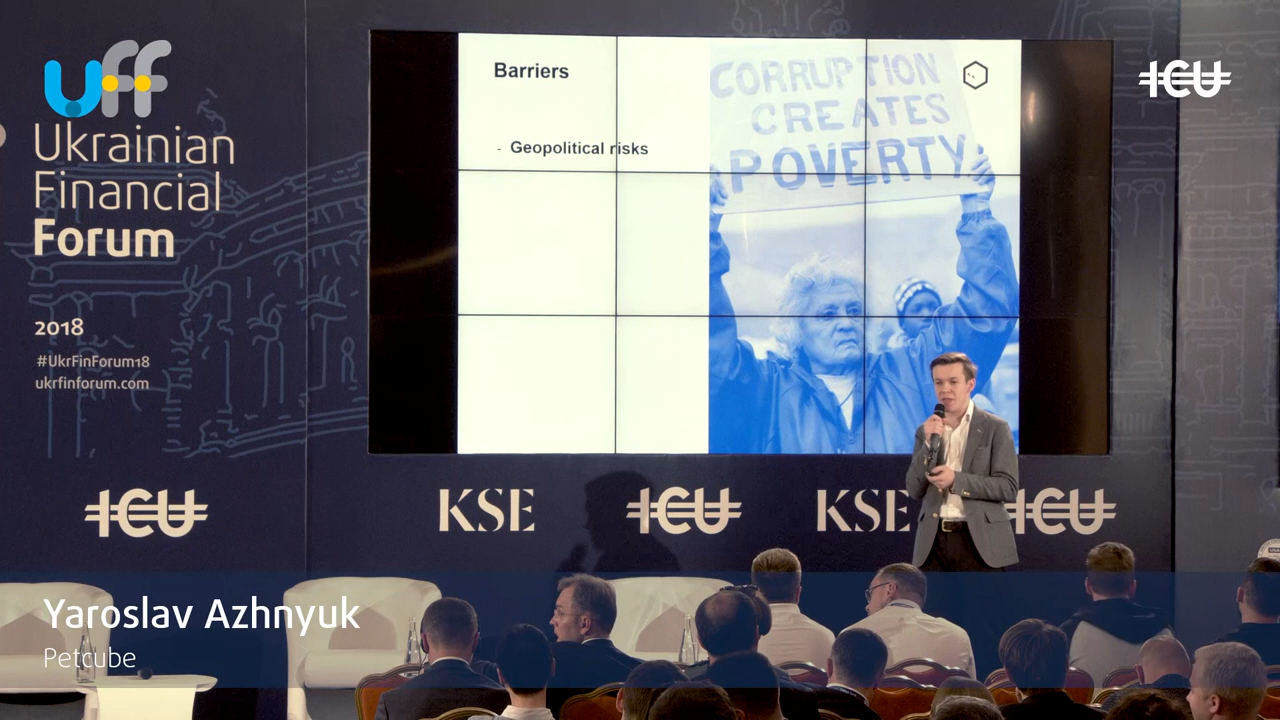 uff
Ukrainian
Financial
Forum
2018
#UkrFinForum18
ukrfinforum.com
ICU
Barriers
- Geopolitical risks
CORRUPTION
CREATES
POVERTY
ICU
KSE
ICU
KSE
ICU
Yaroslav Azhnyuk
Petcube